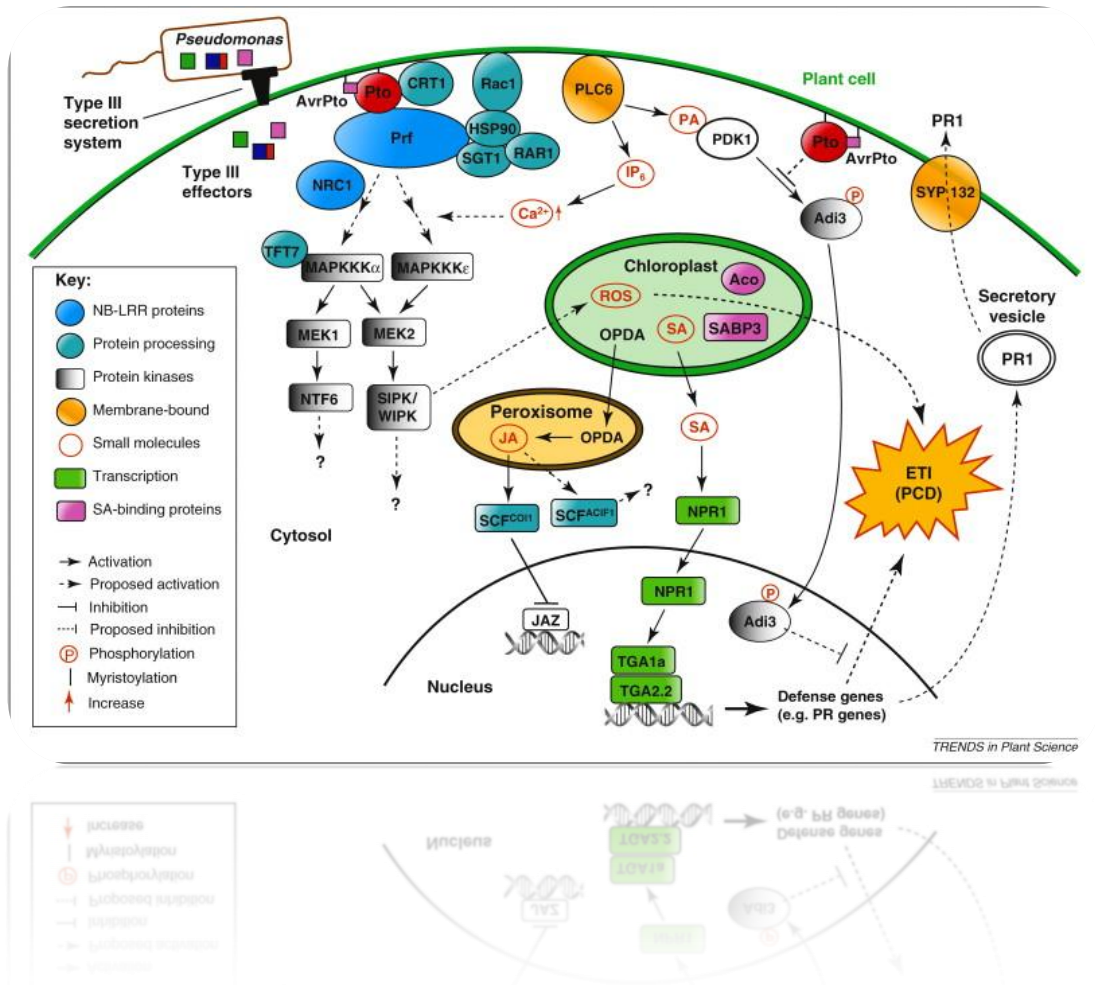 Pseudomonas
Type III
secretion
system
Type III
effectors
AvrPto
Pto
CRT1
Rac1
Prf
HSP90
SGT1
RAR1
NRC1
PLC6
PA
PDK1
IP₆
Ca²⁺
Plant cell
Pto
AvrPto
Adi3
P
PR1
SYP 132
Secretory
vesicle
PR1
TFT7
MAPKKKα
MAPKKKε
MEK1
MEK2
NTF6
SIPK/
WIPK
?
?
Chloroplast
Aco
ROS
OPDA
SA
SABP3
Peroxisome
JA
OPDA
SA
SCFᶜᴼᴵ¹
SCFᴬᶜᴵᶠ¹
?
NPR1
ETI
(PCD)
Cytosol
NPR1
P
Adi3
JAZ
TGA1a
TGA2.2
Nucleus
Defense genes
(e.g. PR genes)
Key:
NB-LRR proteins
Protein processing
Protein kinases
Membrane-bound
Small molecules
Transcription
SA-binding proteins
Activation
Proposed activation
Inhibition
Proposed inhibition
P Phosphorylation
Myristoylation
Increase
TRENDS in Plant Science